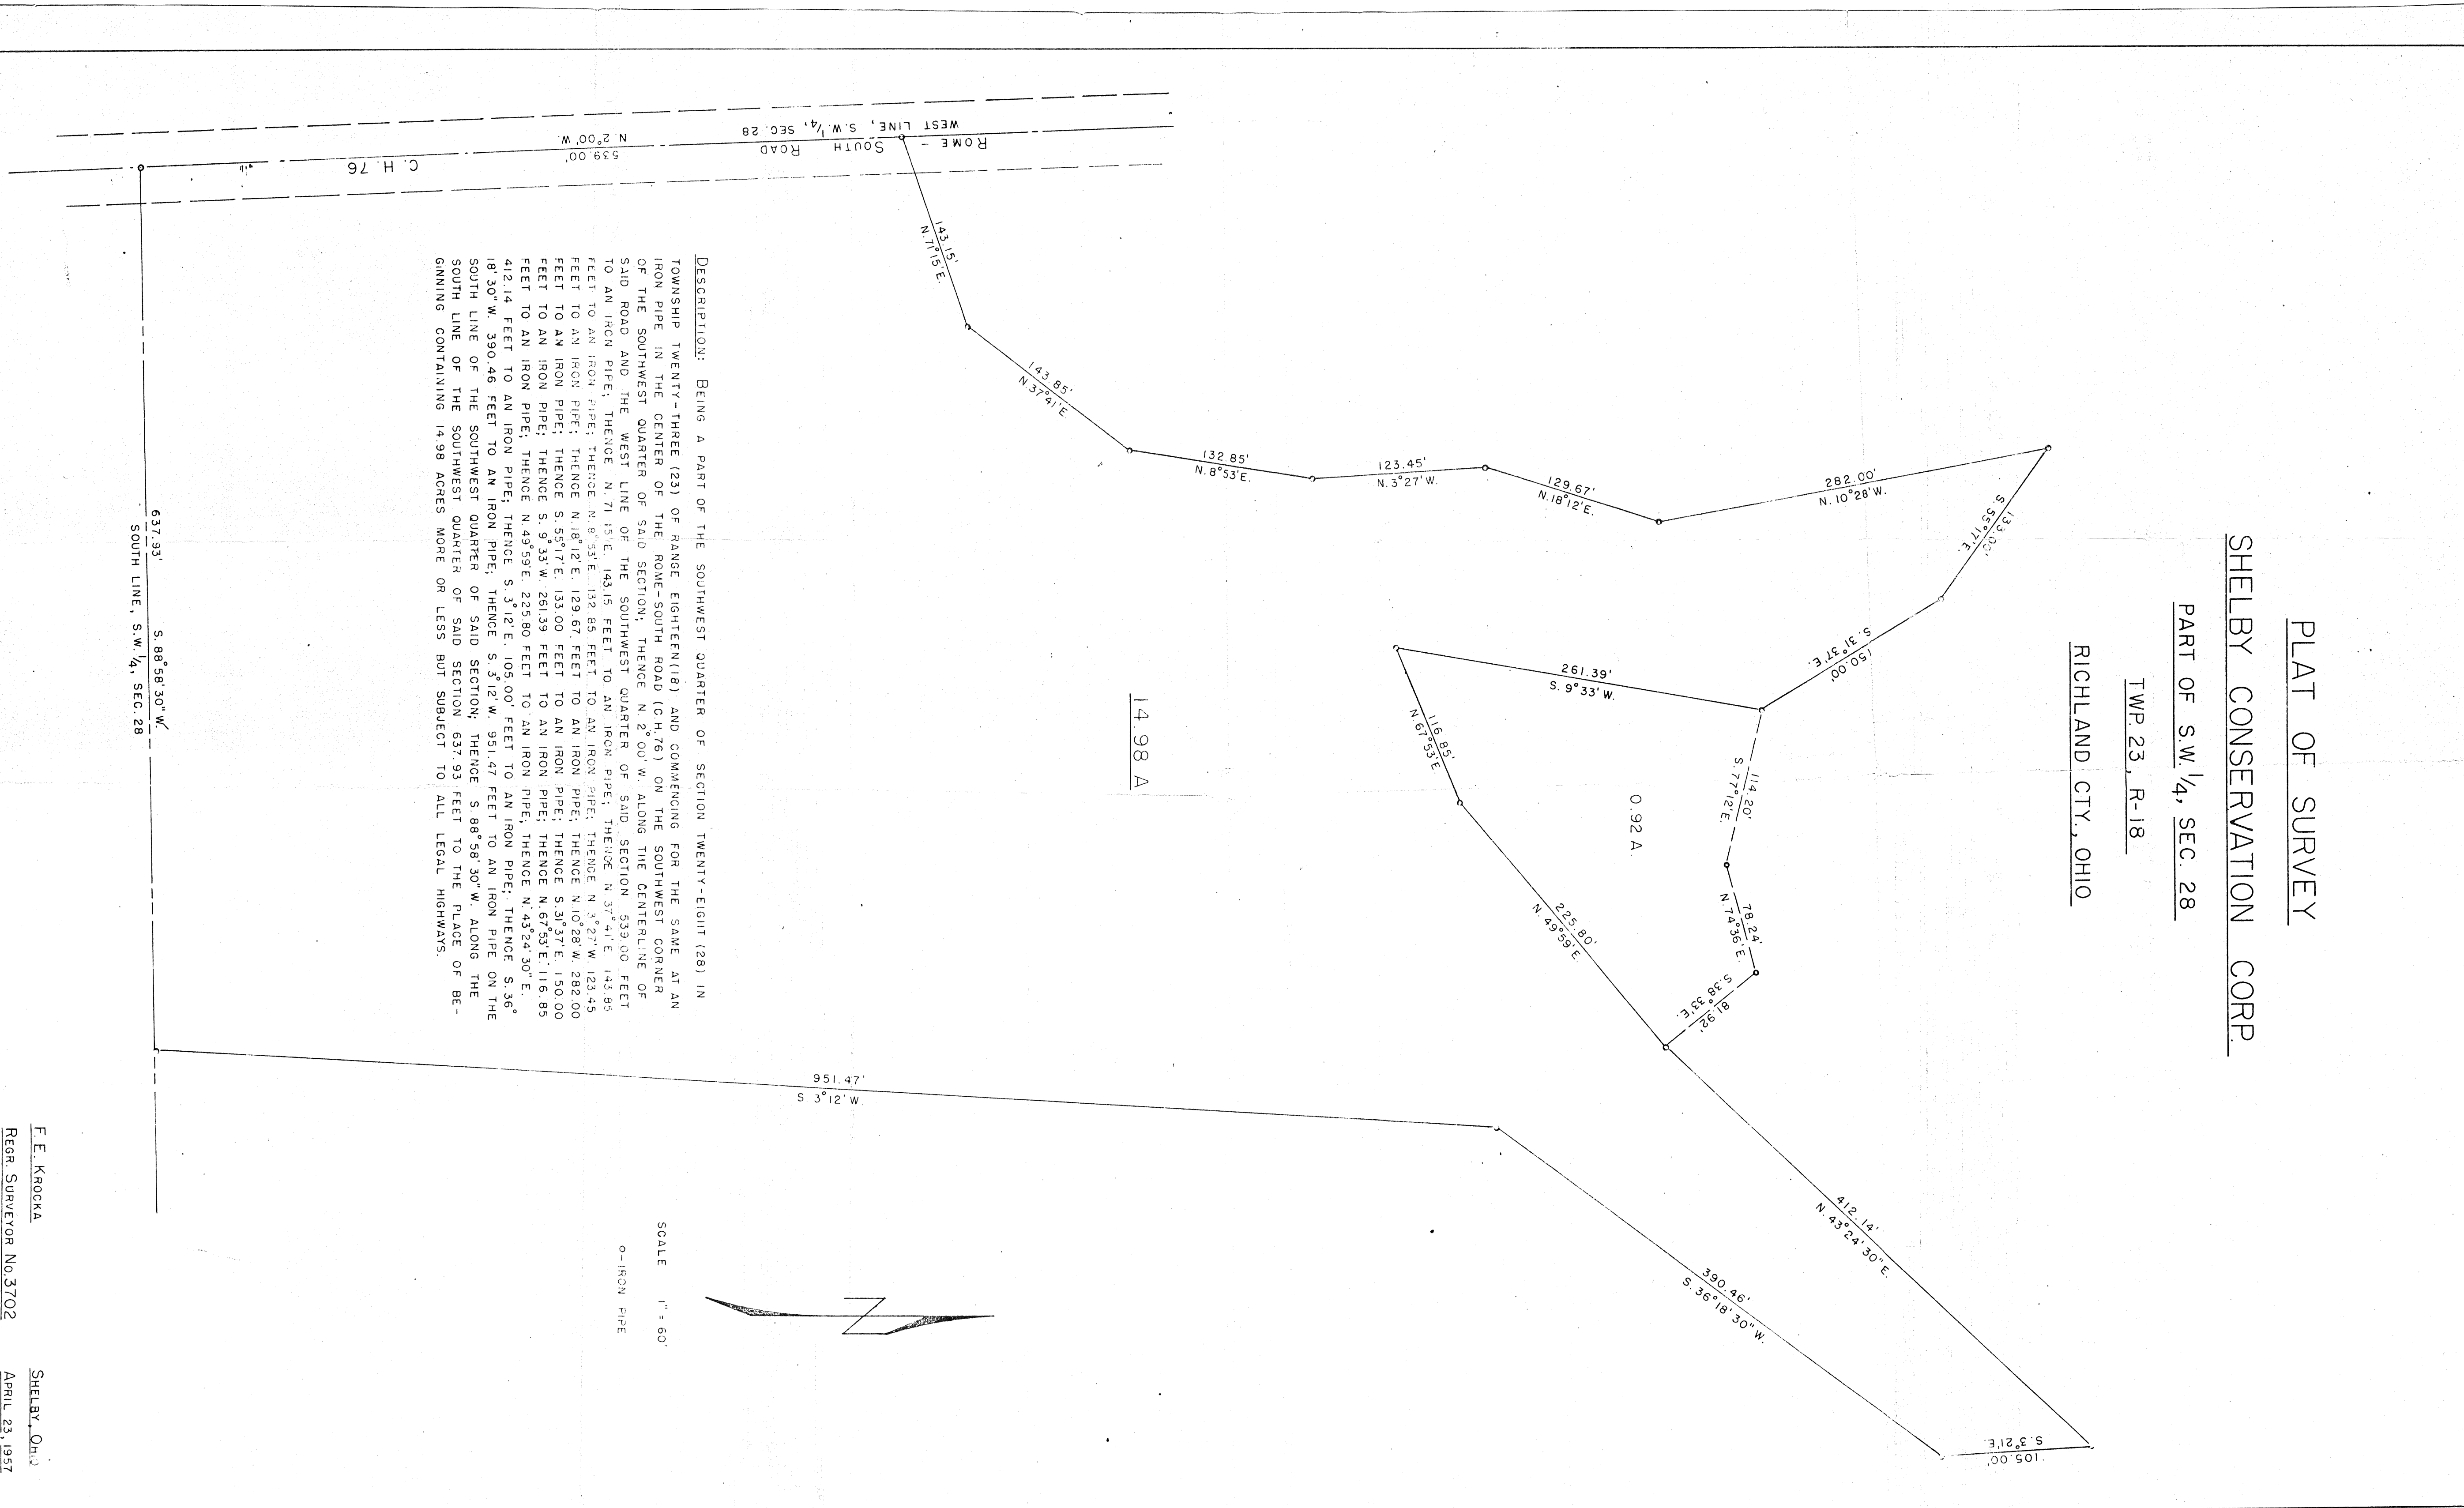 PLAT OF SURVEY
SHELBY CONSERVATION CORP.
PART OF S.W. 1/4, SEC. 28
TWP. 23, R-18
RICHLAND CTY., OHIO
282.00'
N. 10°28' W.
133.00'
S. 55°17' E.
150.00'
S. 31°37' E.
129.67'
N. 18°12' E.
123.45'
N. 3°27' W.
132.85'
N. 8°53' E.
143.85'
N. 37°41' E
143.15'
N. 71°15' E.
261.39'
S. 9°33' W.
116.85'
N 67°53' E.
114.20'
S. 77°12' E.
78.24'
N. 74°36' E.
81.92'
S. 38°33' E.
0.92 A.
225.80'
N. 49°59' E.
412.14'
N. 43°24' 30" E.
105.00'
S. 3°21' E.
390.46'
S. 36°18' 30" W.
951.47'
S. 3°12' W.
14.98 A
ROME - SOUTH ROAD
WEST LINE, S.W. 1/4, SEC. 28
539.00'
N. 2°00' W.
C. H. 76
DESCRIPTION: BEING A PART OF THE SOUTHWEST QUARTER OF SECTION TWENTY-EIGHT (28) IN
TOWNSHIP TWENTY-THREE (23) OF RANGE EIGHTEEN (18) AND COMMENCING FOR THE SAME AT AN
IRON PIPE IN THE CENTER OF THE ROME-SOUTH ROAD (C.H. 76) ON THE SOUTHWEST CORNER
OF THE SOUTHWEST QUARTER OF SAID SECTION; THENCE N. 2° 00' W. ALONG THE CENTERLINE OF
SAID ROAD AND THE WEST LINE OF THE SOUTHWEST QUARTER OF SAID SECTION 539.00 FEET
TO AN IRON PIPE; THENCE N. 71 15' E. 143.15 FEET TO AN IRON PIPE; THENCE N 37°41' E 143.85
FEET TO AN IRON PIPE; THENCE N. 8°53' E. 132.85 FEET TO AN IRON PIPE; THENCE N 3°27' W. 123.45
FEET TO AN IRON PIPE; THENCE N. 18°12' E. 129.67 FEET TO AN IRON PIPE; THENCE N. 10°28' W. 282.00
FEET TO AN IRON PIPE; THENCE S. 55°17' E. 133.00 FEET TO AN IRON PIPE; THENCE S. 31°37' E. 150.00
FEET TO AN IRON PIPE; THENCE S. 9°33' W. 261.39 FEET TO AN IRON PIPE; THENCE N. 67°53' E. 116.85
FEET TO AN IRON PIPE; THENCE N. 49°59' E. 225.80 FEET TO AN IRON PIPE; THENCE N. 43°24' 30" E.
412.14 FEET TO AN IRON PIPE; THENCE S. 3°12' E. 105.00' FEET TO AN IRON PIPE; THENCE S. 36°
18' 30" W. 390.46 FEET TO AN IRON PIPE; THENCE S. 3°12' W. 951.47 FEET TO AN IRON PIPE ON THE
SOUTH LINE OF THE SOUTHWEST QUARTER OF SAID SECTION; THENCE S. 88° 58' 30" W. ALONG THE
SOUTH LINE OF THE SOUTHWEST QUARTER OF SAID SECTION 637.93 FEET TO THE PLACE OF BE-
GINNING CONTAINING 14.98 ACRES MORE OR LESS BUT SUBJECT TO ALL LEGAL HIGHWAYS.
SCALE 1" = 60'
O-IRON PIPE
637.93' S. 88°58' 30" W.
SOUTH LINE, S.W. 1/4, SEC. 28
F. E. KROCKA
REGR. SURVEYOR NO. 3702
SHELBY, OHIO
APRIL 23, 1957